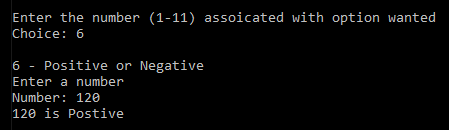 Enter the number (1-11) assoicated with option wanted
Choice: 6
6 - Positive or Negative
Enter a number
Number: 120
120 is Postive